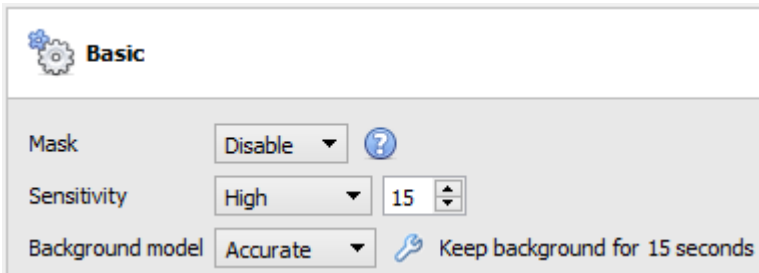 Basic
Mask Disable ?
Sensitivity High 15
Background model Accurate Keep background for 15 seconds